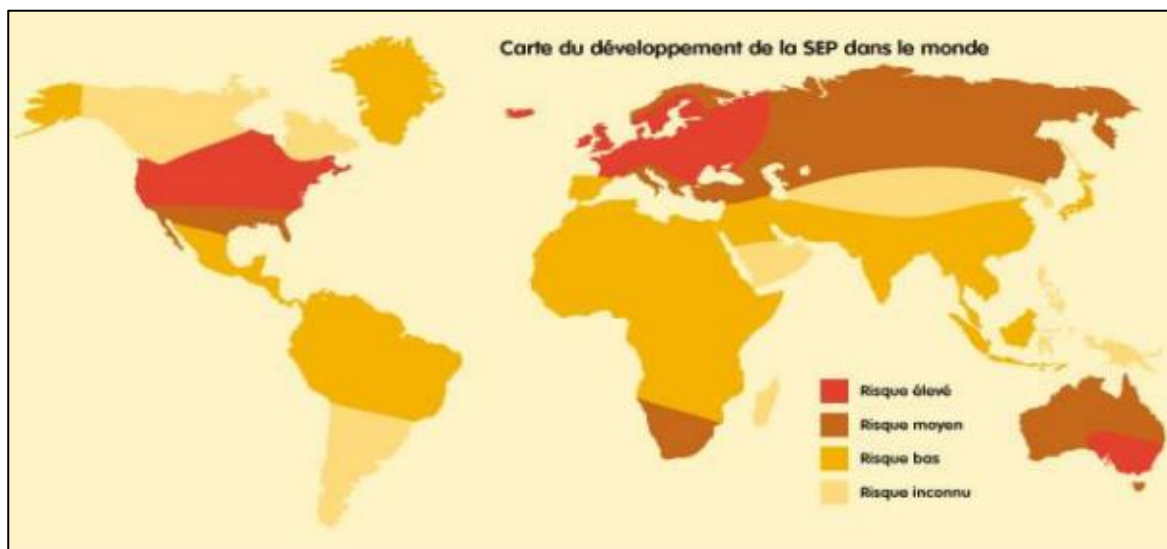 Carte du développement de la SEP dans le monde
Risque élevé
Risque moyen
Risque bas
Risque inconnu